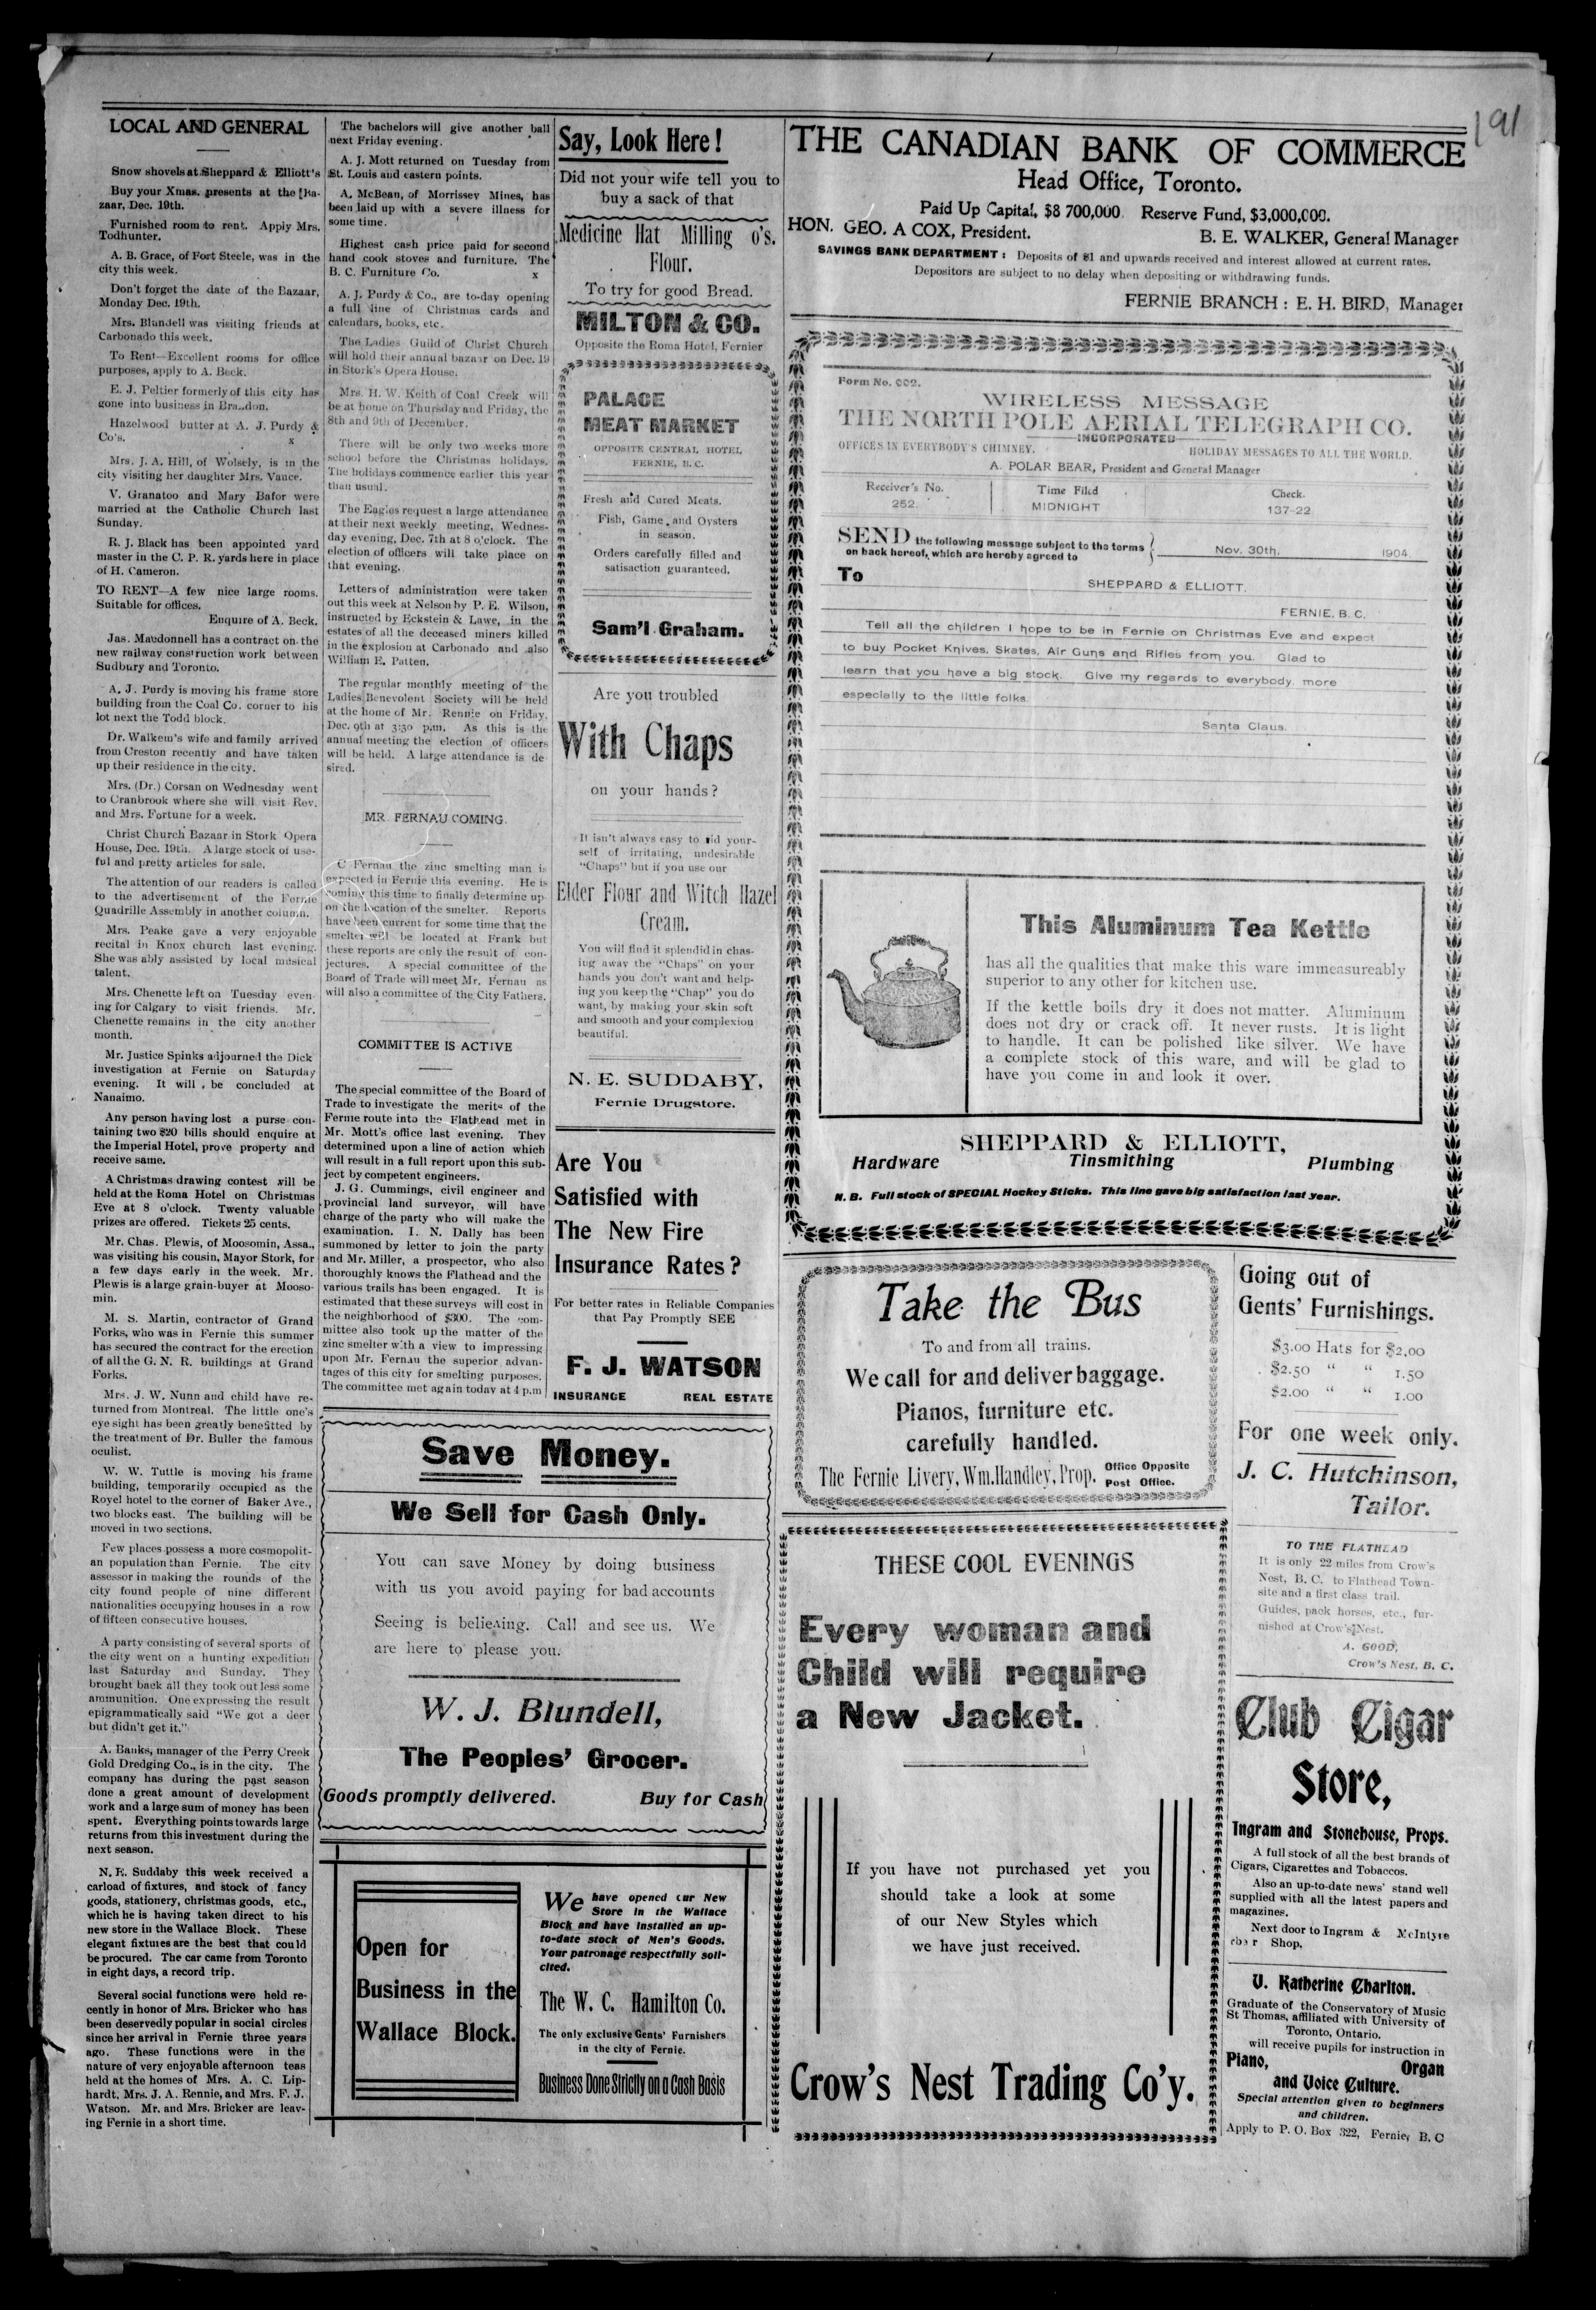 191
LOCAL AND GENERAL
Snow shovels at Sheppard & Elliott's
Buy your Xmas. presents at the Ba-
zaar, Dec. 19th.
Furnished room to rent. Apply Mrs.
Todhunter.
A. B. Grace, of Fort Steele, was in the
city this week.
Don't forget the date of the Bazaar,
Monday Dec. 19th.
Mrs. Blundell was visiting friends at
Carbonado this week.
To Rent—Excellent rooms for office
purposes, apply to A. Beck.
E. J. Peltier formerly of this city has
gone into business in Brandon.
Hazelwood butter at A. J. Purdy &
Co's. x
Mrs. J. A. Hill, of Wolsely, is in the
city visiting her daughter Mrs. Vance.
V. Granatoo and Mary Bafor were
married at the Catholic Church last
Sunday.
R. J. Black has been appointed yard
master in the C. P. R. yards here in place
of H. Cameron.
TO RENT—A few nice large rooms.
Suitable for offices.
Enquire of A. Beck.
Jas. Macdonnell has a contract on the
new railway construction work between
Sudbury and Toronto.
A. J. Purdy is moving his frame store
building from the Coal Co. corner to his
lot next the Todd block.
Dr. Walkem's wife and family arrived
from Creston recently and have taken
up their residence in the city.
Mrs. (Dr.) Corsan on Wednesday went
to Cranbrook where she will visit Rev.
and Mrs. Fortune for a week.
Christ Church Bazaar in Stork Opera
House, Dec. 19th. A large stock of use-
ful and pretty articles for sale.
The attention of our readers is called
to the advertisement of the Fernie
Quadrille Assembly in another column.
Mrs. Peake gave a very enjoyable
recital in Knox church last evening.
She was ably assisted by local musical
talent.
Mrs. Chenette left on Tuesday even-
ing for Calgary to visit friends. Mr.
Chenette remains in the city another
month.
Mr. Justice Spinks adjourned the Dick
investigation at Fernie on Saturday
evening. It will be concluded at
Nanaimo.
Any person having lost a purse con-
taining two $20 bills should enquire at
the Imperial Hotel, prove property and
receive same.
A Christmas drawing contest will be
held at the Roma Hotel on Christmas
Eve at 8 o'clock. Twenty valuable
prizes are offered. Tickets 25 cents.
Mr. Chas. Plewis, of Moosomin, Assa.,
was visiting his cousin, Mayor Stork, for
a few days early in the week. Mr.
Plewis is a large grain-buyer at Mooso-
min.
M. S. Martin, contractor of Grand
Forks, who was in Fernie this summer
has secured the contract for the erection
of all the G. N. R. buildings at Grand
Forks.
Mrs. J. W. Nunn and child have re-
turned from Montreal. The little one's
eye sight has been greatly benefitted by
the treatment of Dr. Buller the famous
oculist.
W. W. Tuttle is moving his frame
building, temporarily occupied as the
Royel hotel to the corner of Baker Ave.,
two blocks east. The building will be
moved in two sections.
Few places possess a more cosmopolit-
an population than Fernie. The city
assessor in making the rounds of the
city found people of nine different
nationalities occupying houses in a row
of fifteen consecutive houses.
A party consisting of several sports of
the city went on a hunting expedition
last Saturday and Sunday. They
brought back all they took out less some
ammunition. One expressing the result
epigrammatically said "We got a deer
but didn't get it."
A. Banks, manager of the Perry Creek
Gold Dredging Co., is in the city. The
company has during the past season
done a great amount of development
work and a large sum of money has been
spent. Everything points towards large
returns from this investment during the
next season.
N. E. Suddaby this week received a
carload of fixtures, and stock of fancy
goods, stationery, christmas goods, etc.,
which he is having taken direct to his
new store in the Wallace Block. These
elegant fixtures are the best that could
be procured. The car came from Toronto
in eight days, a record trip.
Several social functions were held re-
cently in honor of Mrs. Bricker who has
been deservedly popular in social circles
since her arrival in Fernie three years
ago. These functions were in the
nature of very enjoyable afternoon teas
held at the homes of Mrs. A. C. Lip-
hardt, Mrs. J. A. Rennie, and Mrs. F. J.
Watson. Mr. and Mrs. Bricker are leav-
ing Fernie in a short time.
The bachelors will give another ball
next Friday evening.
A. J. Mott returned on Tuesday from
St. Louis and eastern points.
A. McBean, of Morrissey Mines, has
been laid up with a severe illness for
some time.
Highest cash price paid for second
hand cook stoves and furniture. The
B. C. Furniture Co. x
A. J. Purdy & Co., are to-day opening
a full line of Christmas cards and
calendars, books, etc.
The Ladies Guild of Christ Church
will hold their annual bazaar on Dec. 19
in Stork's Opera House.
Mrs. H. W. Keith of Coal Creek will
be at home on Thursday and Friday, the
8th and 9th of December.
There will be only two weeks more
school before the Christmas holidays.
The holidays commence earlier this year
than usual.
The Eagles request a large attendance
at their next weekly meeting, Wednes-
day evening, Dec. 7th at 8 o'clock. The
election of officers will take place on
that evening.
Letters of administration were taken
out this week at Nelson by P. E. Wilson,
instructed by Eckstein & Lawe, in the
estates of all the deceased miners killed
in the explosion at Carbonado and also
William E. Patten.
The regular monthly meeting of the
Ladies Benevolent Society will be held
at the home of Mr. Rennie on Friday,
Dec. 9th at 3:30 p.m. As this is the
annual meeting the election of officers
will be held. A large attendance is de
sired.
MR. FERNAU COMING.
C Fernau the zinc smelting man is
expected in Fernie this evening. He is
coming this time to finally determine up
on the location of the smelter. Reports
have been current for some time that the
smelter will be located at Frank but
these reports are only the result of con-
jectures. A special committee of the
Board of Trade will meet Mr. Fernau as
will also a committee of the City Fathers.
COMMITTEE IS ACTIVE
The special committee of the Board of
Trade to investigate the merits of the
Fernie route into the Flathead met in
Mr. Mott's office last evening. They
determined upon a line of action which
will result in a full report upon this sub-
ject by competent engineers.
J. G. Cummings, civil engineer and
provincial land surveyor, will have
charge of the party who will make the
examination. I. N. Dally has been
summoned by letter to join the party
and Mr. Miller, a prospector, who also
thoroughly knows the Flathead and the
various trails has been engaged. It is
estimated that these surveys will cost in
the neighborhood of $300. The com-
mittee also took up the matter of the
zinc smelter with a view to impressing
upon Mr. Fernau the superior advan-
tages of this city for smelting purposes.
The committee met again today at 4 p.m
Say, Look Here!
Did not your wife tell you to
buy a sack of that
Medicine Hat Milling o's.
Flour.
To try for good Bread.
MILTON & CO.
Opposite the Roma Hotel, Fernier
PALACE
MEAT MARKET
OPPOSITE CENTRAL HOTEL
FERNIE, B. C.
Fresh and Cured Meats.
Fish, Game and Oysters
in season.
Orders carefully filled and
satisaction guaranteed.
Sam'l Graham.
Are you troubled
With Chaps
on your hands?
It isn't always easy to rid your-
self of irritating, undesirable
"Chaps" but if you use our
Elder Flour and Witch Hazel
Cream.
You will find it splendid in chas-
ing away the "Chaps" on your
hands you don't want and help-
ing you keep the "Chap" you do
want, by making your skin soft
and smooth and your complexion
beautiful.
N. E. SUDDABY,
Fernie Drugstore.
Are You
Satisfied with
The New Fire
Insurance Rates?
For better rates in Reliable Companies
that Pay Promptly SEE
F. J. WATSON
INSURANCE REAL ESTATE
Save Money.
We Sell for Cash Only.
You can save Money by doing business
with us you avoid paying for bad accounts
Seeing is believing. Call and see us. We
are here to please you.
W. J. Blundell,
The Peoples' Grocer.
Goods promptly delivered. Buy for Cash
Open for
Business in the
Wallace Block.
We have opened our New
Store in the Wallace
Block and have installed an up-
to-date stock of Men's Goods.
Your patronage respectfully soli-
cited.
The W. C. Hamilton Co.
The only exclusive Gents' Furnishers
in the city of Fernie.
Business Done Strictly on a Cash Basis
THE CANADIAN BANK OF COMMERCE
Head Office, Toronto.
Paid Up Capital, $8 700,000 Reserve Fund, $3,000,000.
HON. GEO. A COX, President.
B. E. WALKER, General Manager
SAVINGS BANK DEPARTMENT: Deposits of $1 and upwards received and interest allowed at current rates.
Depositors are subject to no delay when depositing or withdrawing funds.
FERNIE BRANCH: E. H. BIRD, Manager
Form No. 002.
WIRELESS MESSAGE
THE NORTH POLE AERIAL TELEGRAPH CO.
INCORPORATED
OFFICES IN EVERYBODY'S CHIMNEY. HOLIDAY MESSAGES TO ALL THE WORLD.
A. POLAR BEAR, President and General Manager
Receiver's No. Time Filed Check.
252. MIDNIGHT 137-22
SEND the following message subject to the terms
on back hereof, which are hereby agreed to
Nov. 30th, 1904.
To
SHEPPARD & ELLIOTT.
FERNIE, B. C.
Tell all the children I hope to be in Fernie on Christmas Eve and expect
to buy Pocket Knives, Skates, Air Guns and Rifles from you. Glad to
learn that you have a big stock. Give my regards to everybody, more
especially to the little folks.
Santa Claus.
This Aluminum Tea Kettle
has all the qualities that make this ware immeasureably
superior to any other for kitchen use.
If the kettle boils dry it does not matter. Aluminum
does not dry or crack off. It never rusts. It is light
to handle. It can be polished like silver. We have
a complete stock of this ware, and will be glad to
have you come in and look it over.
SHEPPARD & ELLIOTT,
Hardware Tinsmithing Plumbing
N. B. Full stock of SPECIAL Hockey Sticks. This line gave big satisfaction last year.
Take the Bus
To and from all trains.
We call for and deliver baggage.
Pianos, furniture etc.
carefully handled.
The Fernie Livery, Wm. Handley, Prop. Office Opposite
Post Office.
THESE COOL EVENINGS
Every woman and
Child will require
a New Jacket.
If you have not purchased yet you
should take a look at some
of our New Styles which
we have just received.
Crow's Nest Trading Co'y.
Going out of
Gents' Furnishings.
$3.00 Hats for $2.00
$2.50 " " 1.50
$2.00 " " 1.00
For one week only.
J. C. Hutchinson,
Tailor.
TO THE FLATHEAD
It is only 22 miles from Crow's
Nest, B. C. to Flathead Town-
site and a first class trail.
Guides, pack horses, etc., fur-
nished at Crow's Nest.
A. GOOD,
Crow's Nest, B. C.
Club Cigar
Store,
Ingram and Stonehouse, Props.
A full stock of all the best brands of
Cigars, Cigarettes and Tobaccos.
Also an up-to-date news' stand well
supplied with all the latest papers and
magazines.
Next door to Ingram & McIntyre
Shop.
V. Katherine Charlton.
Graduate of the Conservatory of Music
St Thomas, affiliated with University of
Toronto, Ontario.
will receive pupils for instruction in
Piano, Organ
and Voice Culture.
Special attention given to beginners
and children.
Apply to P. O. Box 322, Fernie, B. C